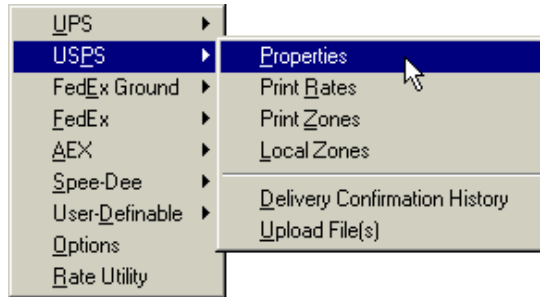 UPS
USPS
FedEx Ground
FedEx
AEX
Spee-Dee
User-Definable
Options
Rate Utility
Properties
Print Rates
Print Zones
Local Zones
Delivery Confirmation History
Upload File(s)